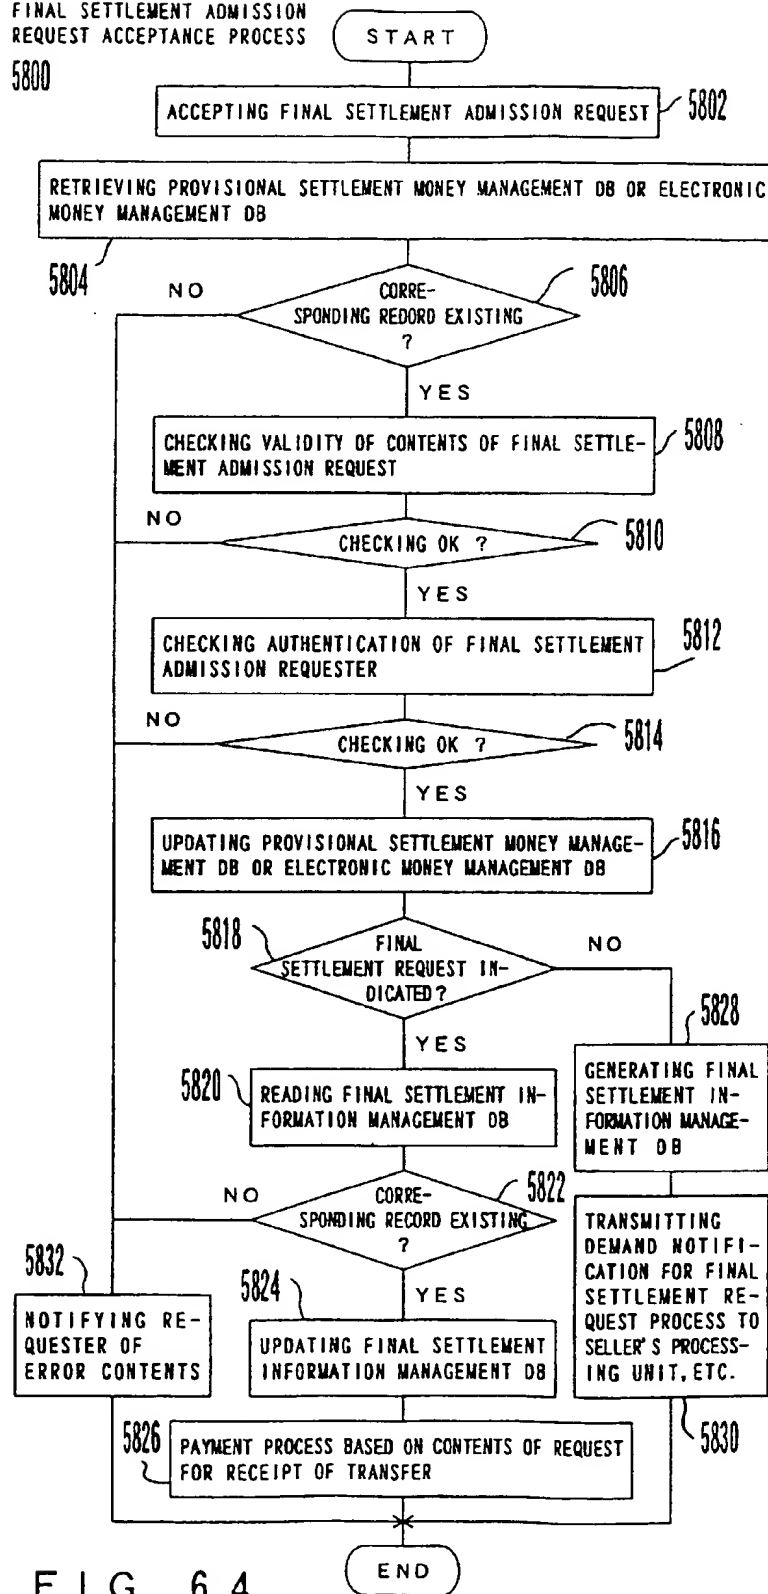 FINAL SETTLEMENT ADMISSION
REQUEST ACCEPTANCE PROCESS
5800
START
ACCEPTING FINAL SETTLEMENT ADMISSION REQUEST
5802
RETRIEVING PROVISIONAL SETTLEMENT MONEY MANAGEMENT DB OR ELECTRONIC
MONEY MANAGEMENT DB
5804
NO
CORRE-
SPONDING REDORD EXISTING
?
5806
YES
CHECKING VALIDITY OF CONTENTS OF FINAL SETTLE-
MENT ADMISSION REQUEST
5808
NO
CHECKING OK ?
5810
YES
CHECKING AUTHENTICATION OF FINAL SETTLEMENT
ADMISSION REQUESTER
5812
NO
CHECKING OK ?
5814
YES
UPDATING PROVISIONAL SETTLEMENT MONEY MANAGE-
MENT DB OR ELECTRONIC MONEY MANAGEMENT DB
5816
5818
FINAL
SETTLEMENT REQUEST IN-
DICATED?
NO
YES
5828
5820
READING FINAL SETTLEMENT IN-
FORMATION MANAGEMENT DB
GENERATING FINAL
SETTLEMENT IN-
FORMATION MANAGE-
MENT DB
NO
CORRE-
SPONDING RECORD EXISTING
?
5822
YES
TRANSMITTING
DEMAND NOTIFI-
CATION FOR FINAL
SETTLEMENT RE-
QUEST PROCESS TO
SELLER'S PROCESS-
ING UNIT, ETC.
5830
5832
NOTIFYING RE-
QUESTER OF
ERROR CONTENTS
5824
UPDATING FINAL SETTLEMENT
INFORMATION MANAGEMENT DB
5826
PAYMENT PROCESS BASED ON CONTENTS OF REQUEST
FOR RECEIPT OF TRANSFER
END
FIG. 64